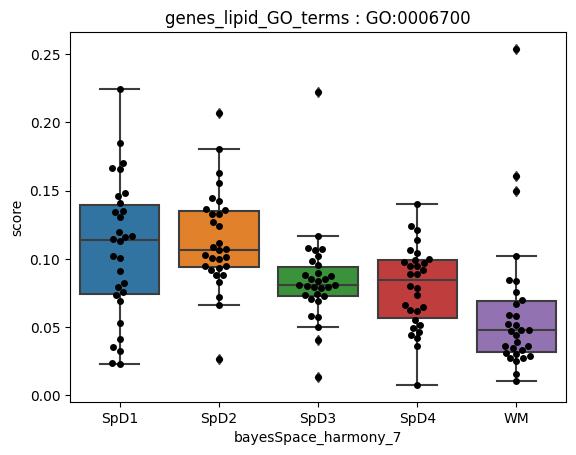 genes_lipid_GO_terms : GO:0006700
0.25
0.20
0.15
0.10
0.05
0.00
score
SpD1 SpD2 SpD3 SpD4 WM
bayesSpace_harmony_7